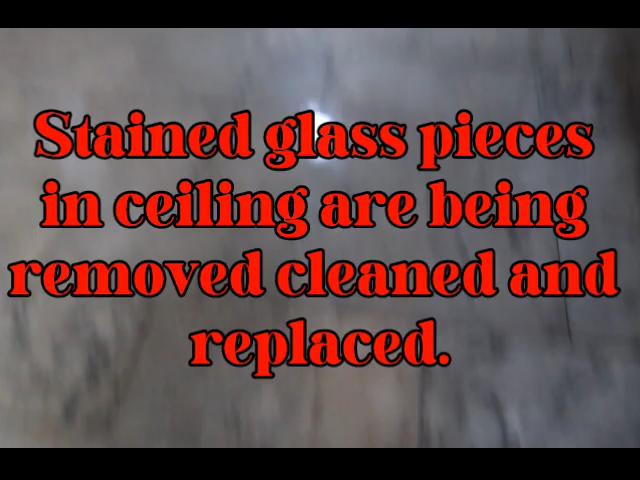 Stained glass pieces
in ceiling are being
removed cleaned and
replaced.